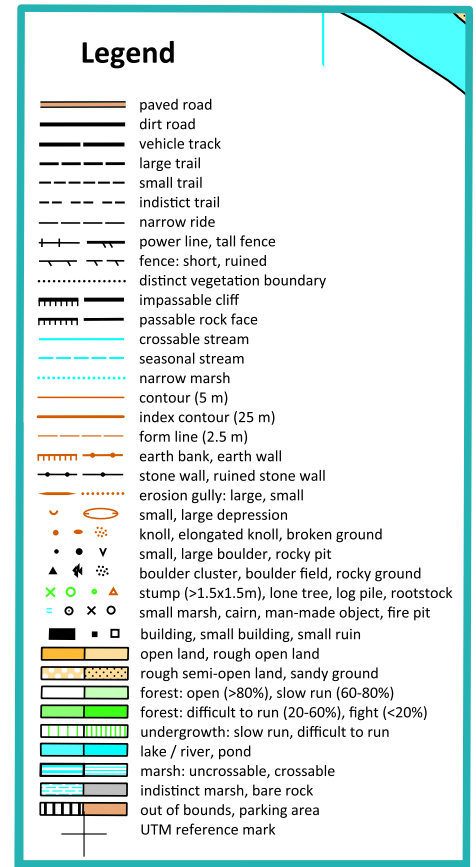 Legend
paved road
dirt road
vehicle track
large trail
small trail
indistict trail
narrow ride
power line, tall fence
fence: short, ruined
distinct vegetation boundary
impassable cliff
passable rock face
crossable stream
seasonal stream
narrow marsh
contour (5 m)
index contour (25 m)
form line (2.5 m)
earth bank, earth wall
stone wall, ruined stone wall
erosion gully: large, small
small, large depression
knoll, elongated knoll, broken ground
small, large boulder, rocky pit
boulder cluster, boulder field, rocky ground
stump (>1.5x1.5m), lone tree, log pile, rootstock
small marsh, cairn, man-made object, fire pit
building, small building, small ruin
open land, rough open land
rough semi-open land, sandy ground
forest: open (>80%), slow run (60-80%)
forest: difficult to run (20-60%), fight (<20%)
undergrowth: slow run, difficult to run
lake / river, pond
marsh: uncrossable, crossable
indistinct marsh, bare rock
out of bounds, parking area
UTM reference mark